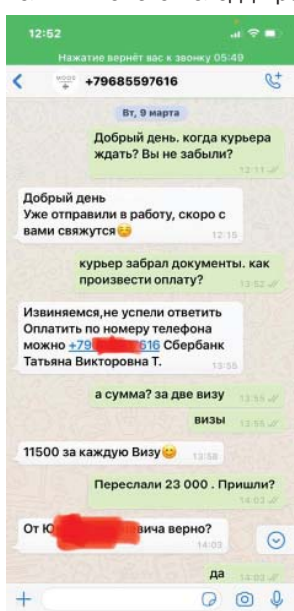 12:52
Нажатие вернёт вас к звонку 05:49
+79685597616
Вт, 9 марта
Добрый день. когда курьера
ждать? Вы не забыли?
12:11
Добрый день
Уже отправили в работу, скоро с
вами свяжутся😊
12:15
курьер забрал документы. как
произвести оплату?
13:52
Извиняемся,не успели ответить
Оплатить по номеру телефона
можно +79 616 Сбербанк
Татьяна Викторовна Т.
13:55
а сумма? за две визу
13:55
визы
13:55
11500 за каждую Визу😊
13:58
Переслали 23 000 . Пришли?
14:03
От Ю вича верно?
14:03
да
14:03